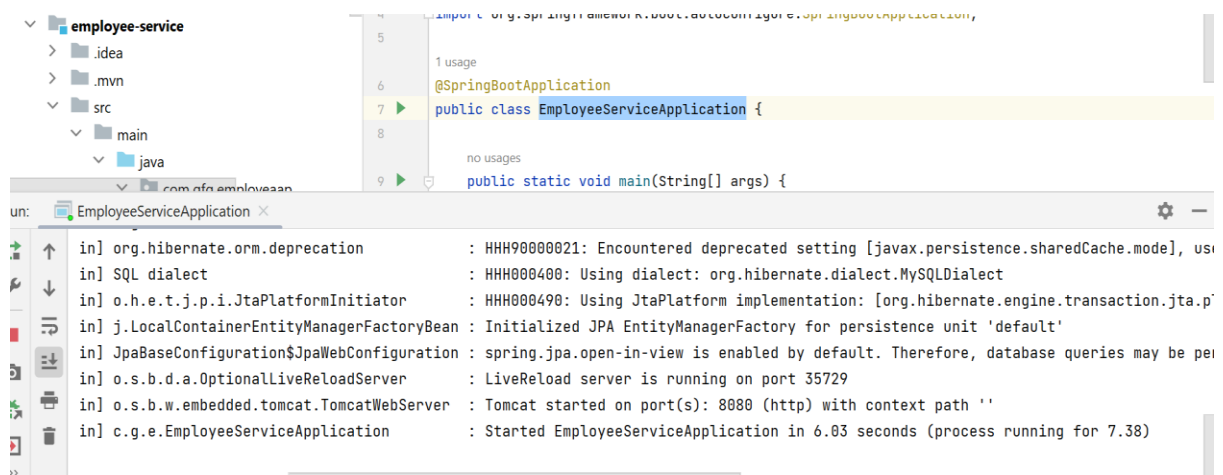 employee-service
.idea
.mvn
src
main
java
com.gfg.employeaap
4 import org.springframework.boot.autoconfigure.SpringBootApplication;
5
1 usage
6 @SpringBootApplication
7 public class EmployeeServiceApplication {
8
no usages
9 public static void main(String[] args) {
un: EmployeeServiceApplication
in] org.hibernate.orm.deprecation : HHH90000021: Encountered deprecated setting [javax.persistence.sharedCache.mode], use
in] SQL dialect : HHH000400: Using dialect: org.hibernate.dialect.MySQLDialect
in] o.h.e.t.j.p.i.JtaPlatformInitiator : HHH000490: Using JtaPlatform implementation: [org.hibernate.engine.transaction.jta.pl
in] j.LocalContainerEntityManagerFactoryBean : Initialized JPA EntityManagerFactory for persistence unit 'default'
in] JpaBaseConfiguration$JpaWebConfiguration : spring.jpa.open-in-view is enabled by default. Therefore, database queries may be per
in] o.s.b.d.a.OptionalLiveReloadServer : LiveReload server is running on port 35729
in] o.s.b.w.embedded.tomcat.TomcatWebServer : Tomcat started on port(s): 8080 (http) with context path ''
in] c.g.e.EmployeeServiceApplication : Started EmployeeServiceApplication in 6.03 seconds (process running for 7.38)